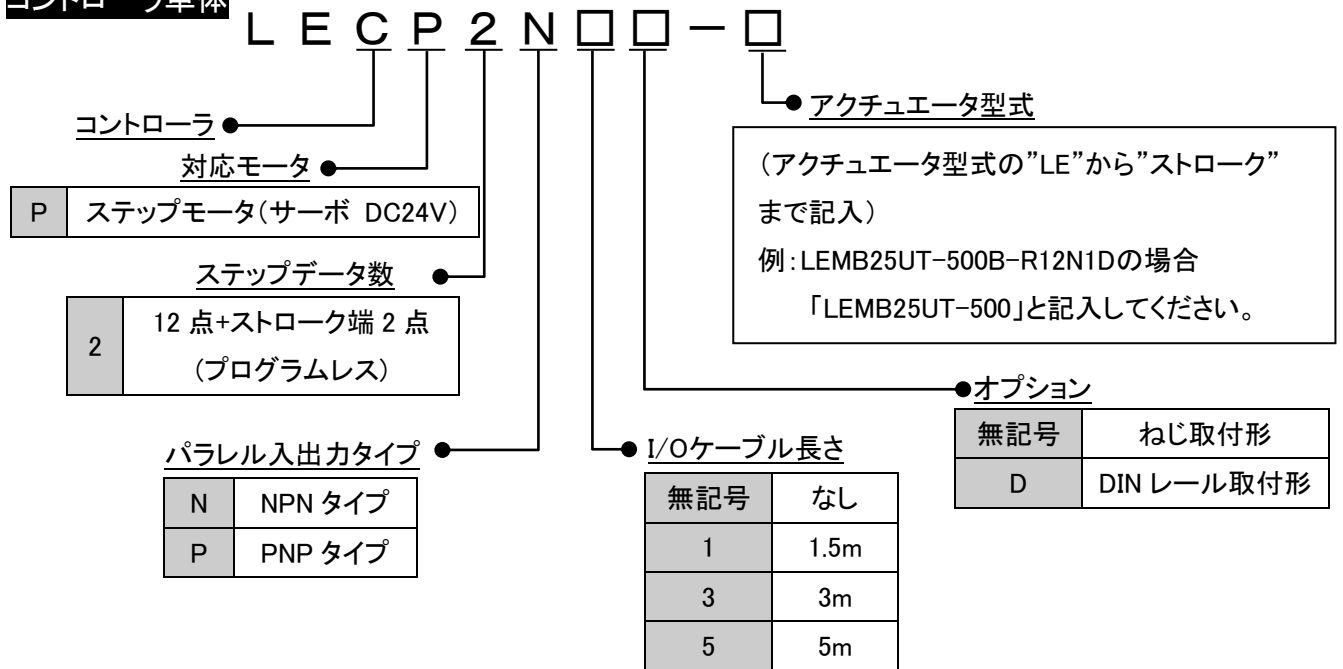 コントローラ単体
LECP2N□□-□
アクチュエータ型式
(アクチュエータ型式の”LE”から”ストローク”
まで記入)
例:LEMB25UT-500B-R12N1Dの場合
「LEMB25UT-500」と記入してください。
コントローラ
対応モータ
P ステップモータ(サーボ DC24V)
ステップデータ数
2 12点+ストローク端2点
(プログラムレス)
パラレル入出力タイプ
N NPNタイプ
P PNPタイプ
I/Oケーブル長さ
無記号 なし
1 1.5m
3 3m
5 5m
オプション
無記号 ねじ取付形
D DINレール取付形